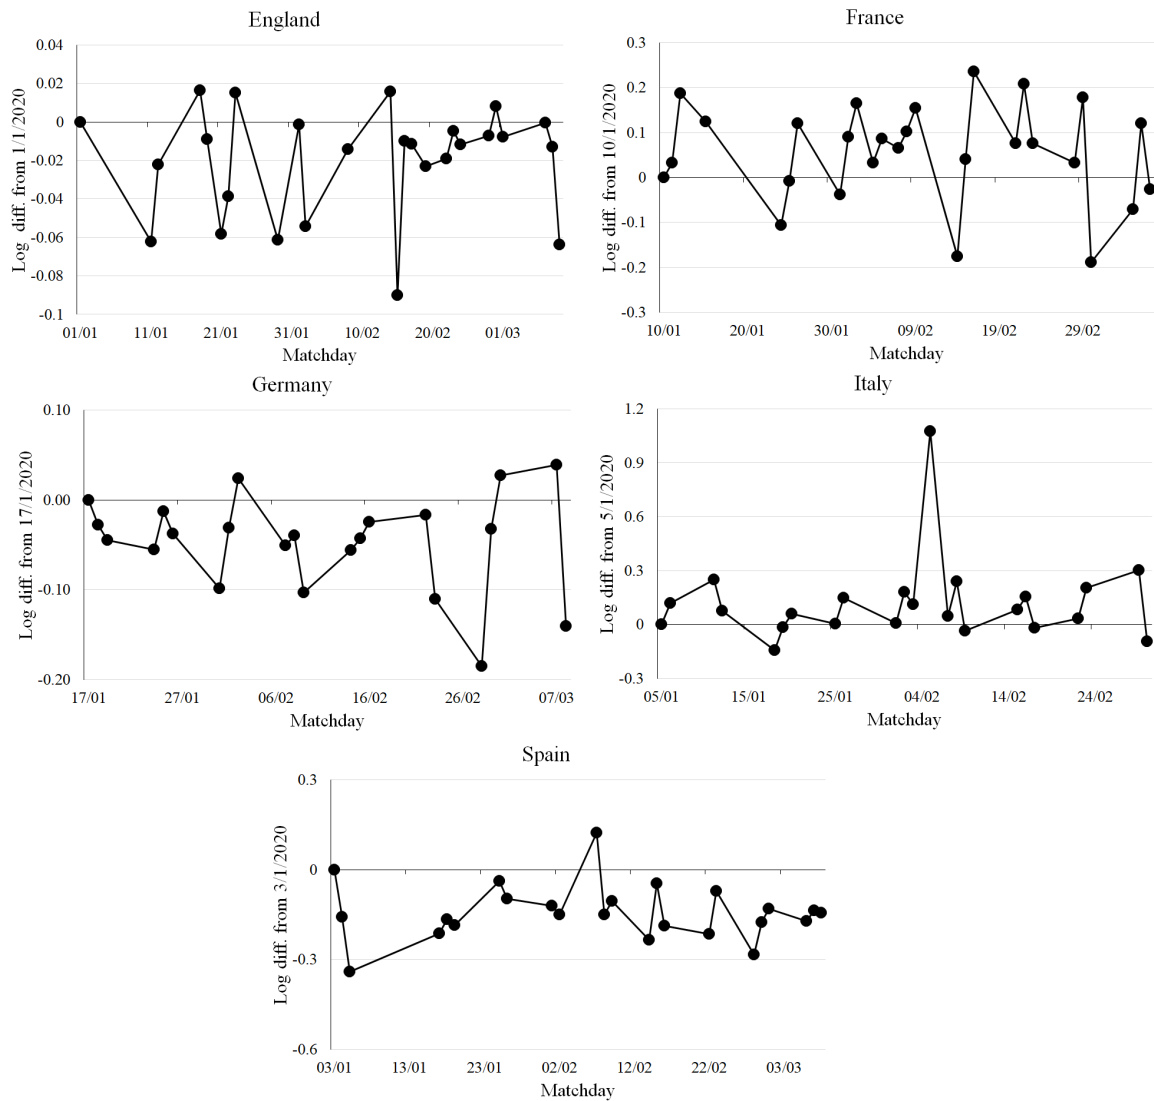 England
Log diff. from 1/1/2020
0.04
0.02
0
-0.02
-0.04
-0.06
-0.08
-0.1
01/01 11/01 21/01 31/01 10/02 20/02 01/03
Matchday
France
Log diff. from 10/1/2020
0.3
0.2
0.1
0
-0.1
-0.2
-0.3
10/01 20/01 30/01 09/02 19/02 29/02
Matchday
Germany
Log diff. from 17/1/2020
0.10
0.00
-0.10
-0.20
17/01 27/01 06/02 16/02 26/02 07/03
Matchday
Italy
Log diff. from 5/1/2020
1.2
0.9
0.6
0.3
0
-0.3
05/01 15/01 25/01 04/02 14/02 24/02
Matchday
Spain
Log diff. from 3/1/2020
0.3
0
-0.3
-0.6
03/01 13/01 23/01 02/02 12/02 22/02 03/03
Matchday